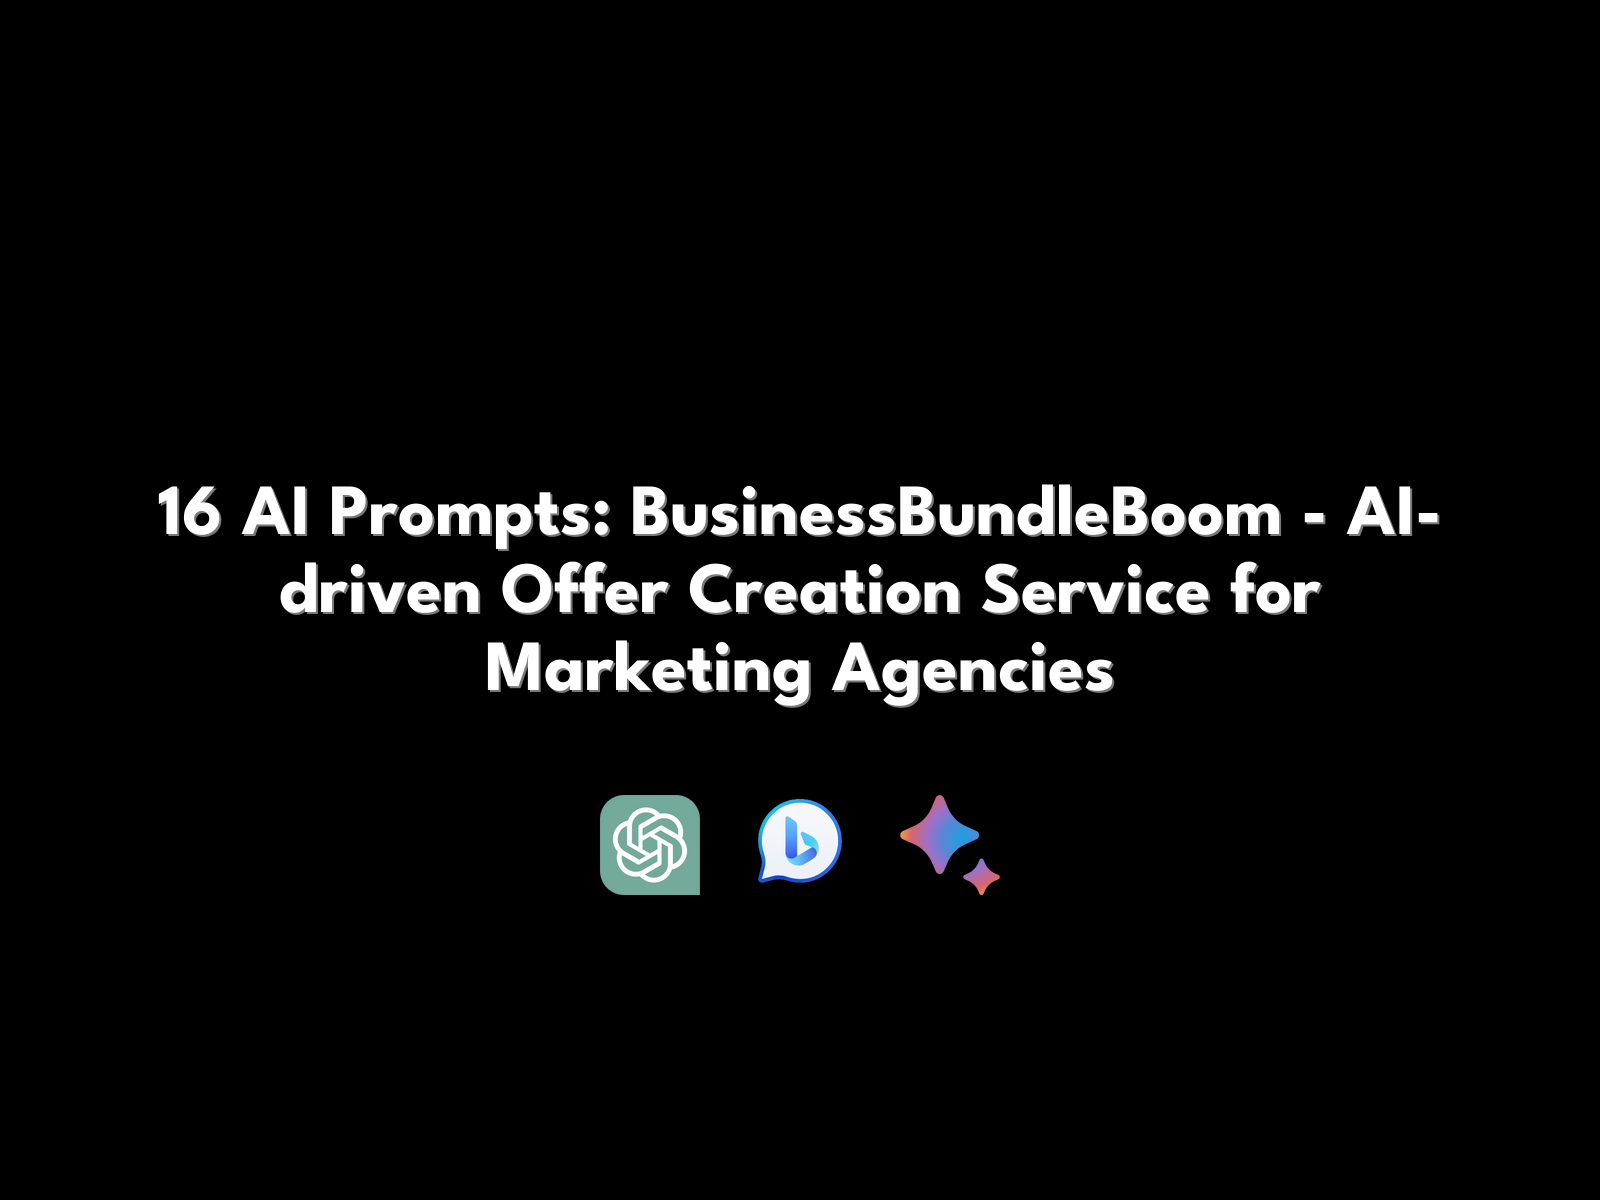 16 AI Prompts: BusinessBundleBoom - AI-
driven Offer Creation Service for
Marketing Agencies